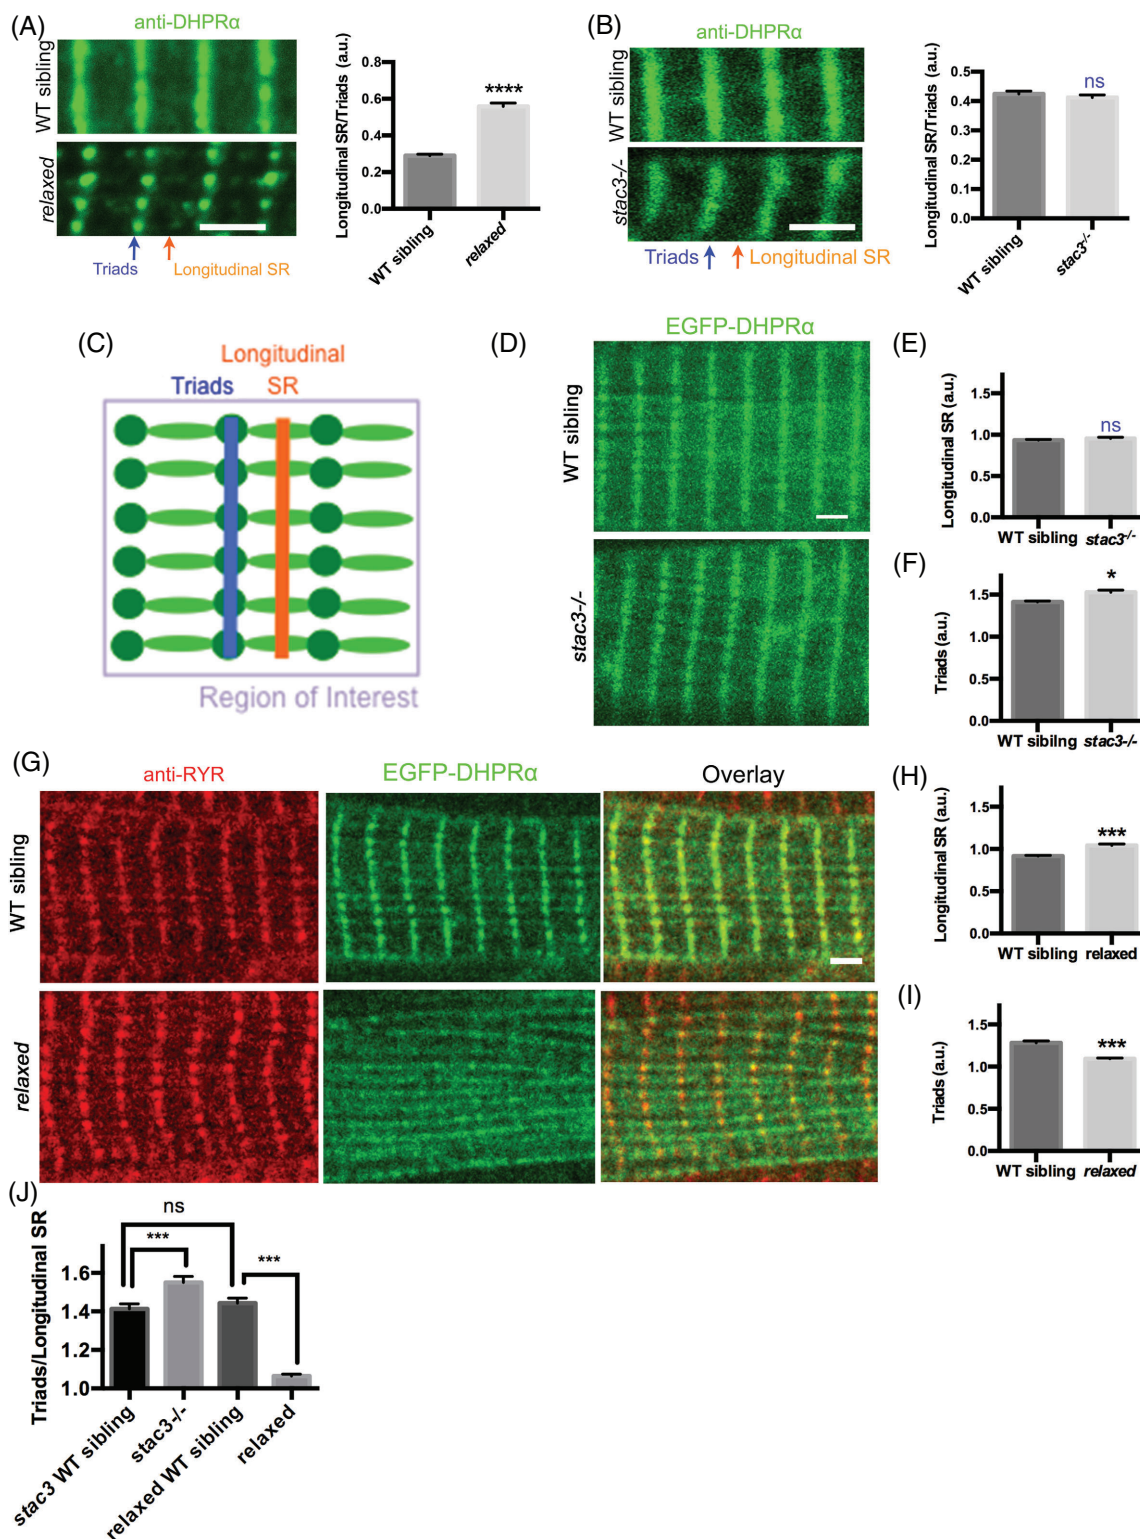 (A)
anti-DHPRα
WT sibling
relaxed
Triads
Longitudinal SR
Longitudinal SR/Triads (a.u.)
0.8
0.6
0.4
0.2
0.0
****
WT sibling
relaxed
(B)
anti-DHPRα
WT sibling
stac3-/-
Triads
Longitudinal SR
Longitudinal SR/Triads (a.u.)
0.5
0.4
0.3
0.2
0.1
0.0
ns
WT sibling
stac3-/-
(C)
Longitudinal
Triads SR
Region of Interest
(D)
EGFP-DHPRα
WT sibling
stac3-/-
(E)
Longitudinal SR (a.u.)
1.5
1.0
0.5
0.0
ns
WT sibling stac3-/-
(F)
Triads (a.u.)
1.5
1.0
0.5
0.0
*
WT sibilng stac3-/-
(G)
anti-RYR
EGFP-DHPRα
Overlay
WT sibling
relaxed
(H)
Longitudinal SR (a.u.)
1.5
1.0
0.5
0.0
***
WT sibling relaxed
(I)
Triads (a.u.)
1.5
1.0
0.5
0.0
***
WT sibling relaxed
(J)
Triads/Longitudinal SR
1.6
1.4
1.2
1.0
ns
***
***
stac3 WT sibling
stac3-/-
relaxed WT sibling
relaxed